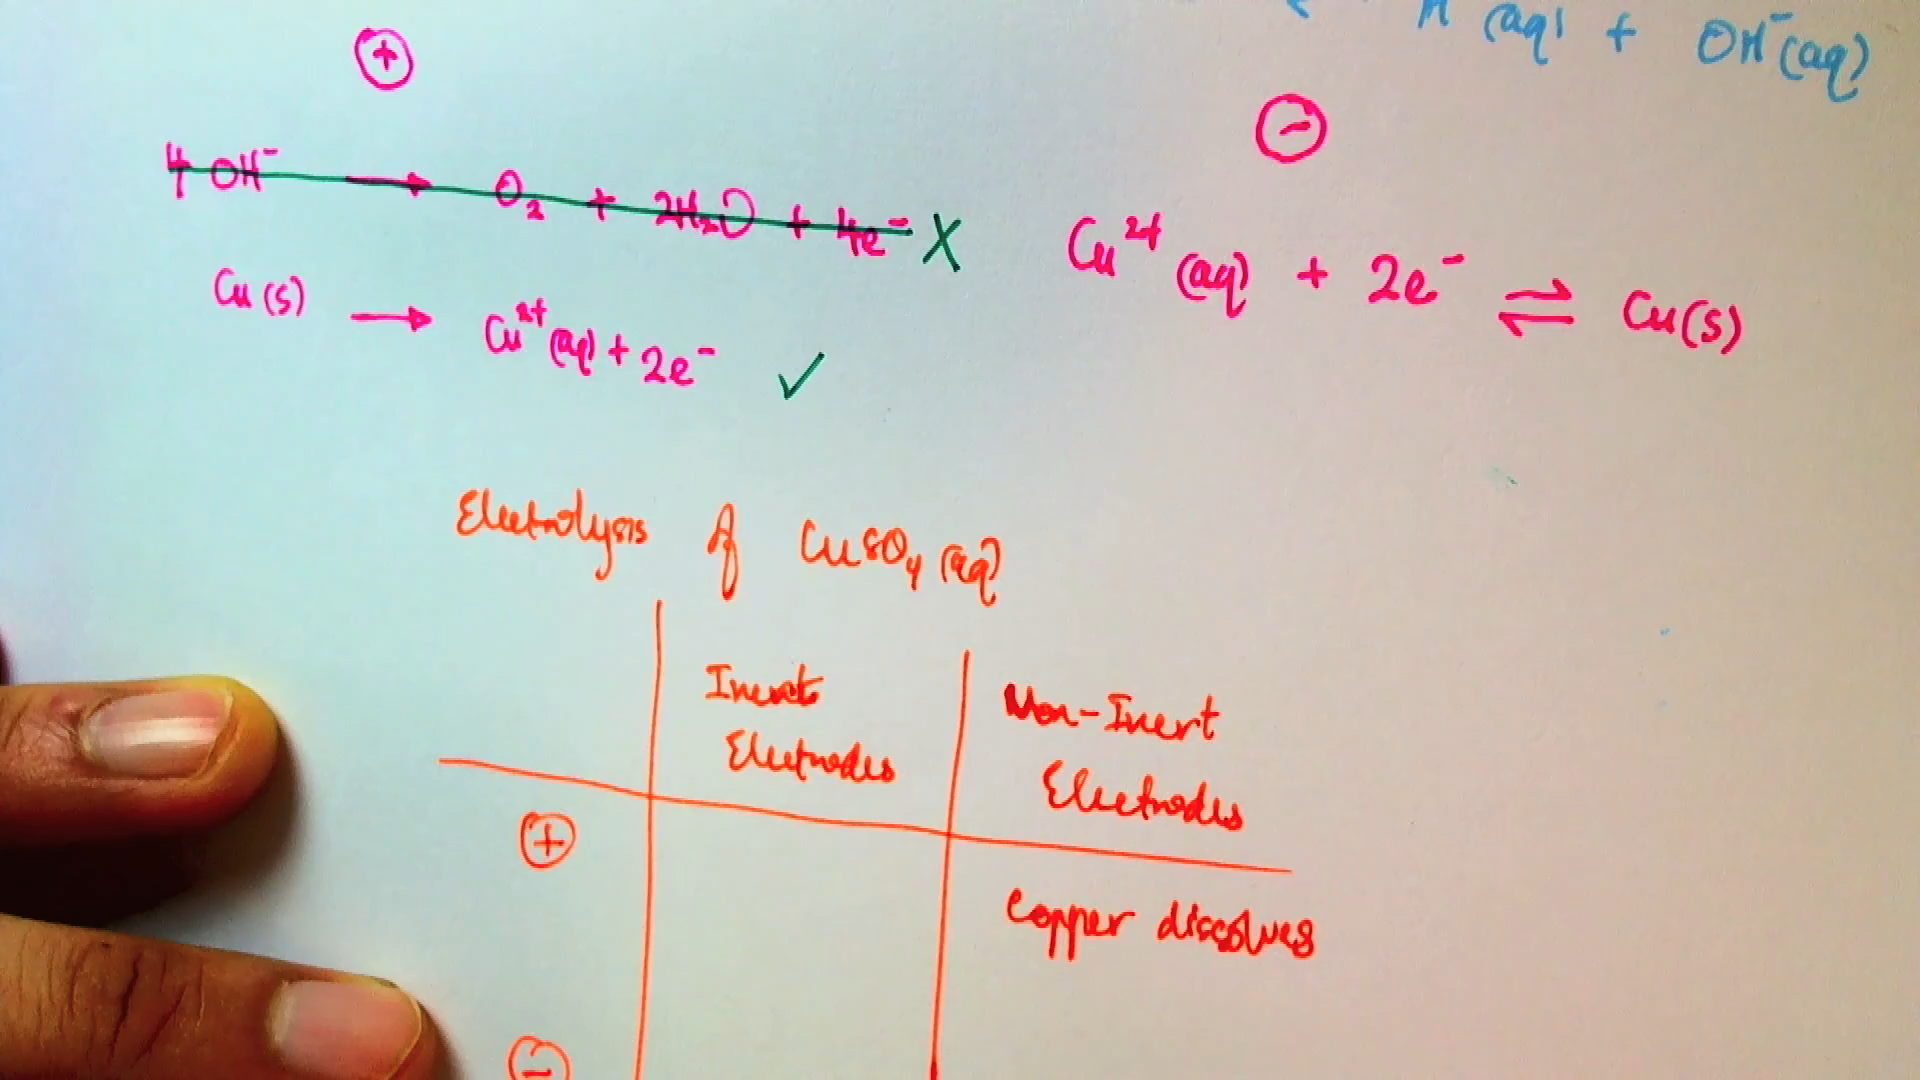 H (aq) + OH⁻(aq)
⊕
⊖
4 OH⁻ → O₂ + 2H₂O + 4e⁻ X
Cu²⁺(aq) + 2e⁻ ⇌ Cu(s)
Cu(s) → Cu²⁺(aq) + 2e⁻ ✓
Electrolysis of CuSO₄(aq)
Inert
Electrodes
Non-Inert
Electrodes
⊕
Copper dissolves
⊖